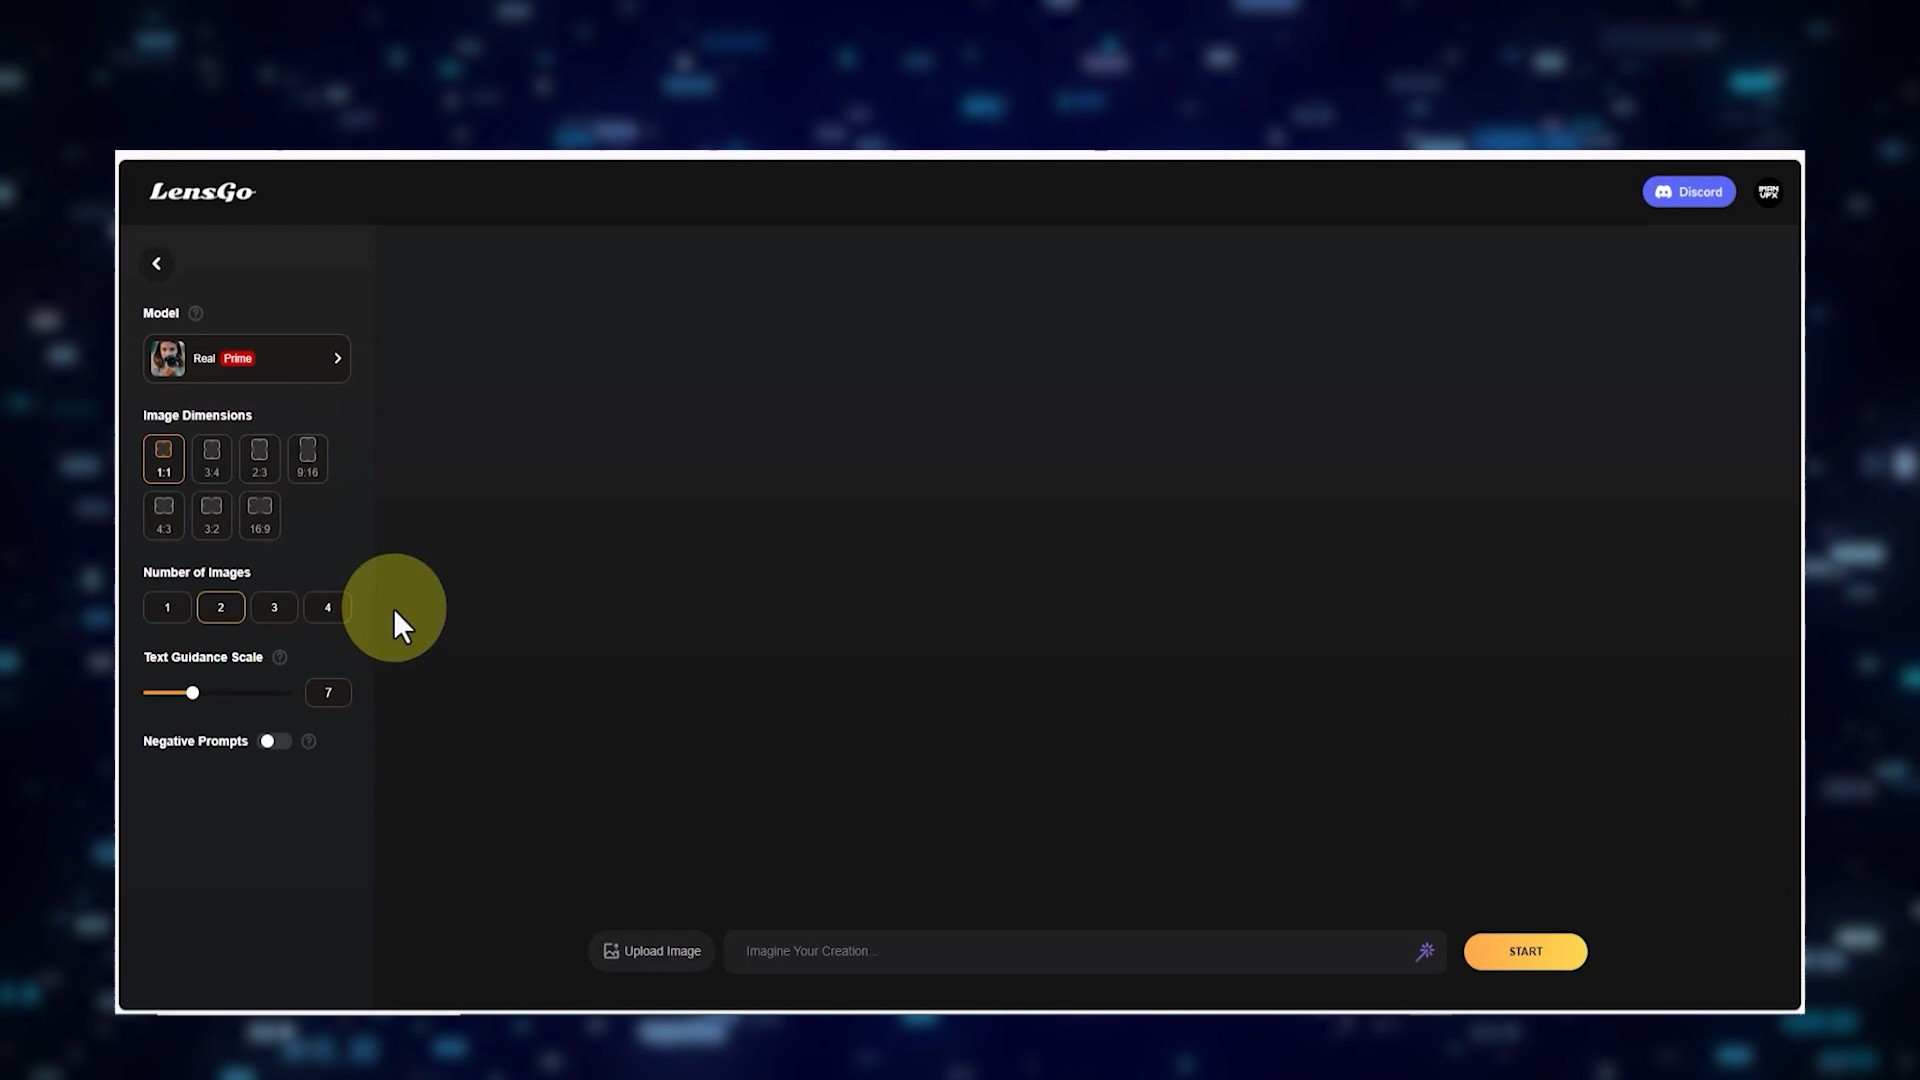 LensGo
Discord
IMAN
VFX
Model
Real Prime
Image Dimensions
1:1 3:4 2:3 9:16
4:3 3:2 16:9
Number of Images
1 2 3 4
Text Guidance Scale
7
Negative Prompts
Upload Image
Imagine Your Creation...
START